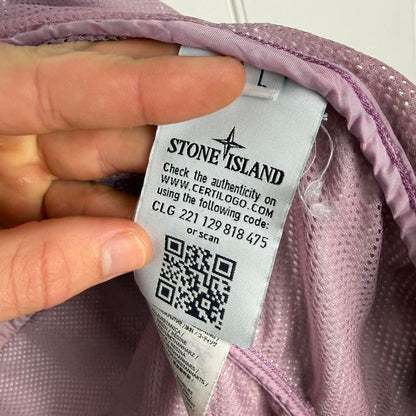 L
STONE ISLAND
Check the authenticity on
WWW.CERTILOGO.COM
using the following code:
CLG 221 129 818 475
or scan